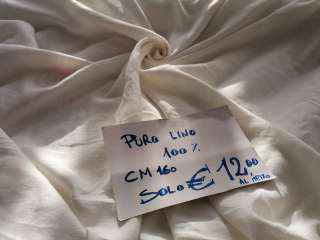 PURO LINO
100%
CM 160
SOLO € 12,00
AL METRO